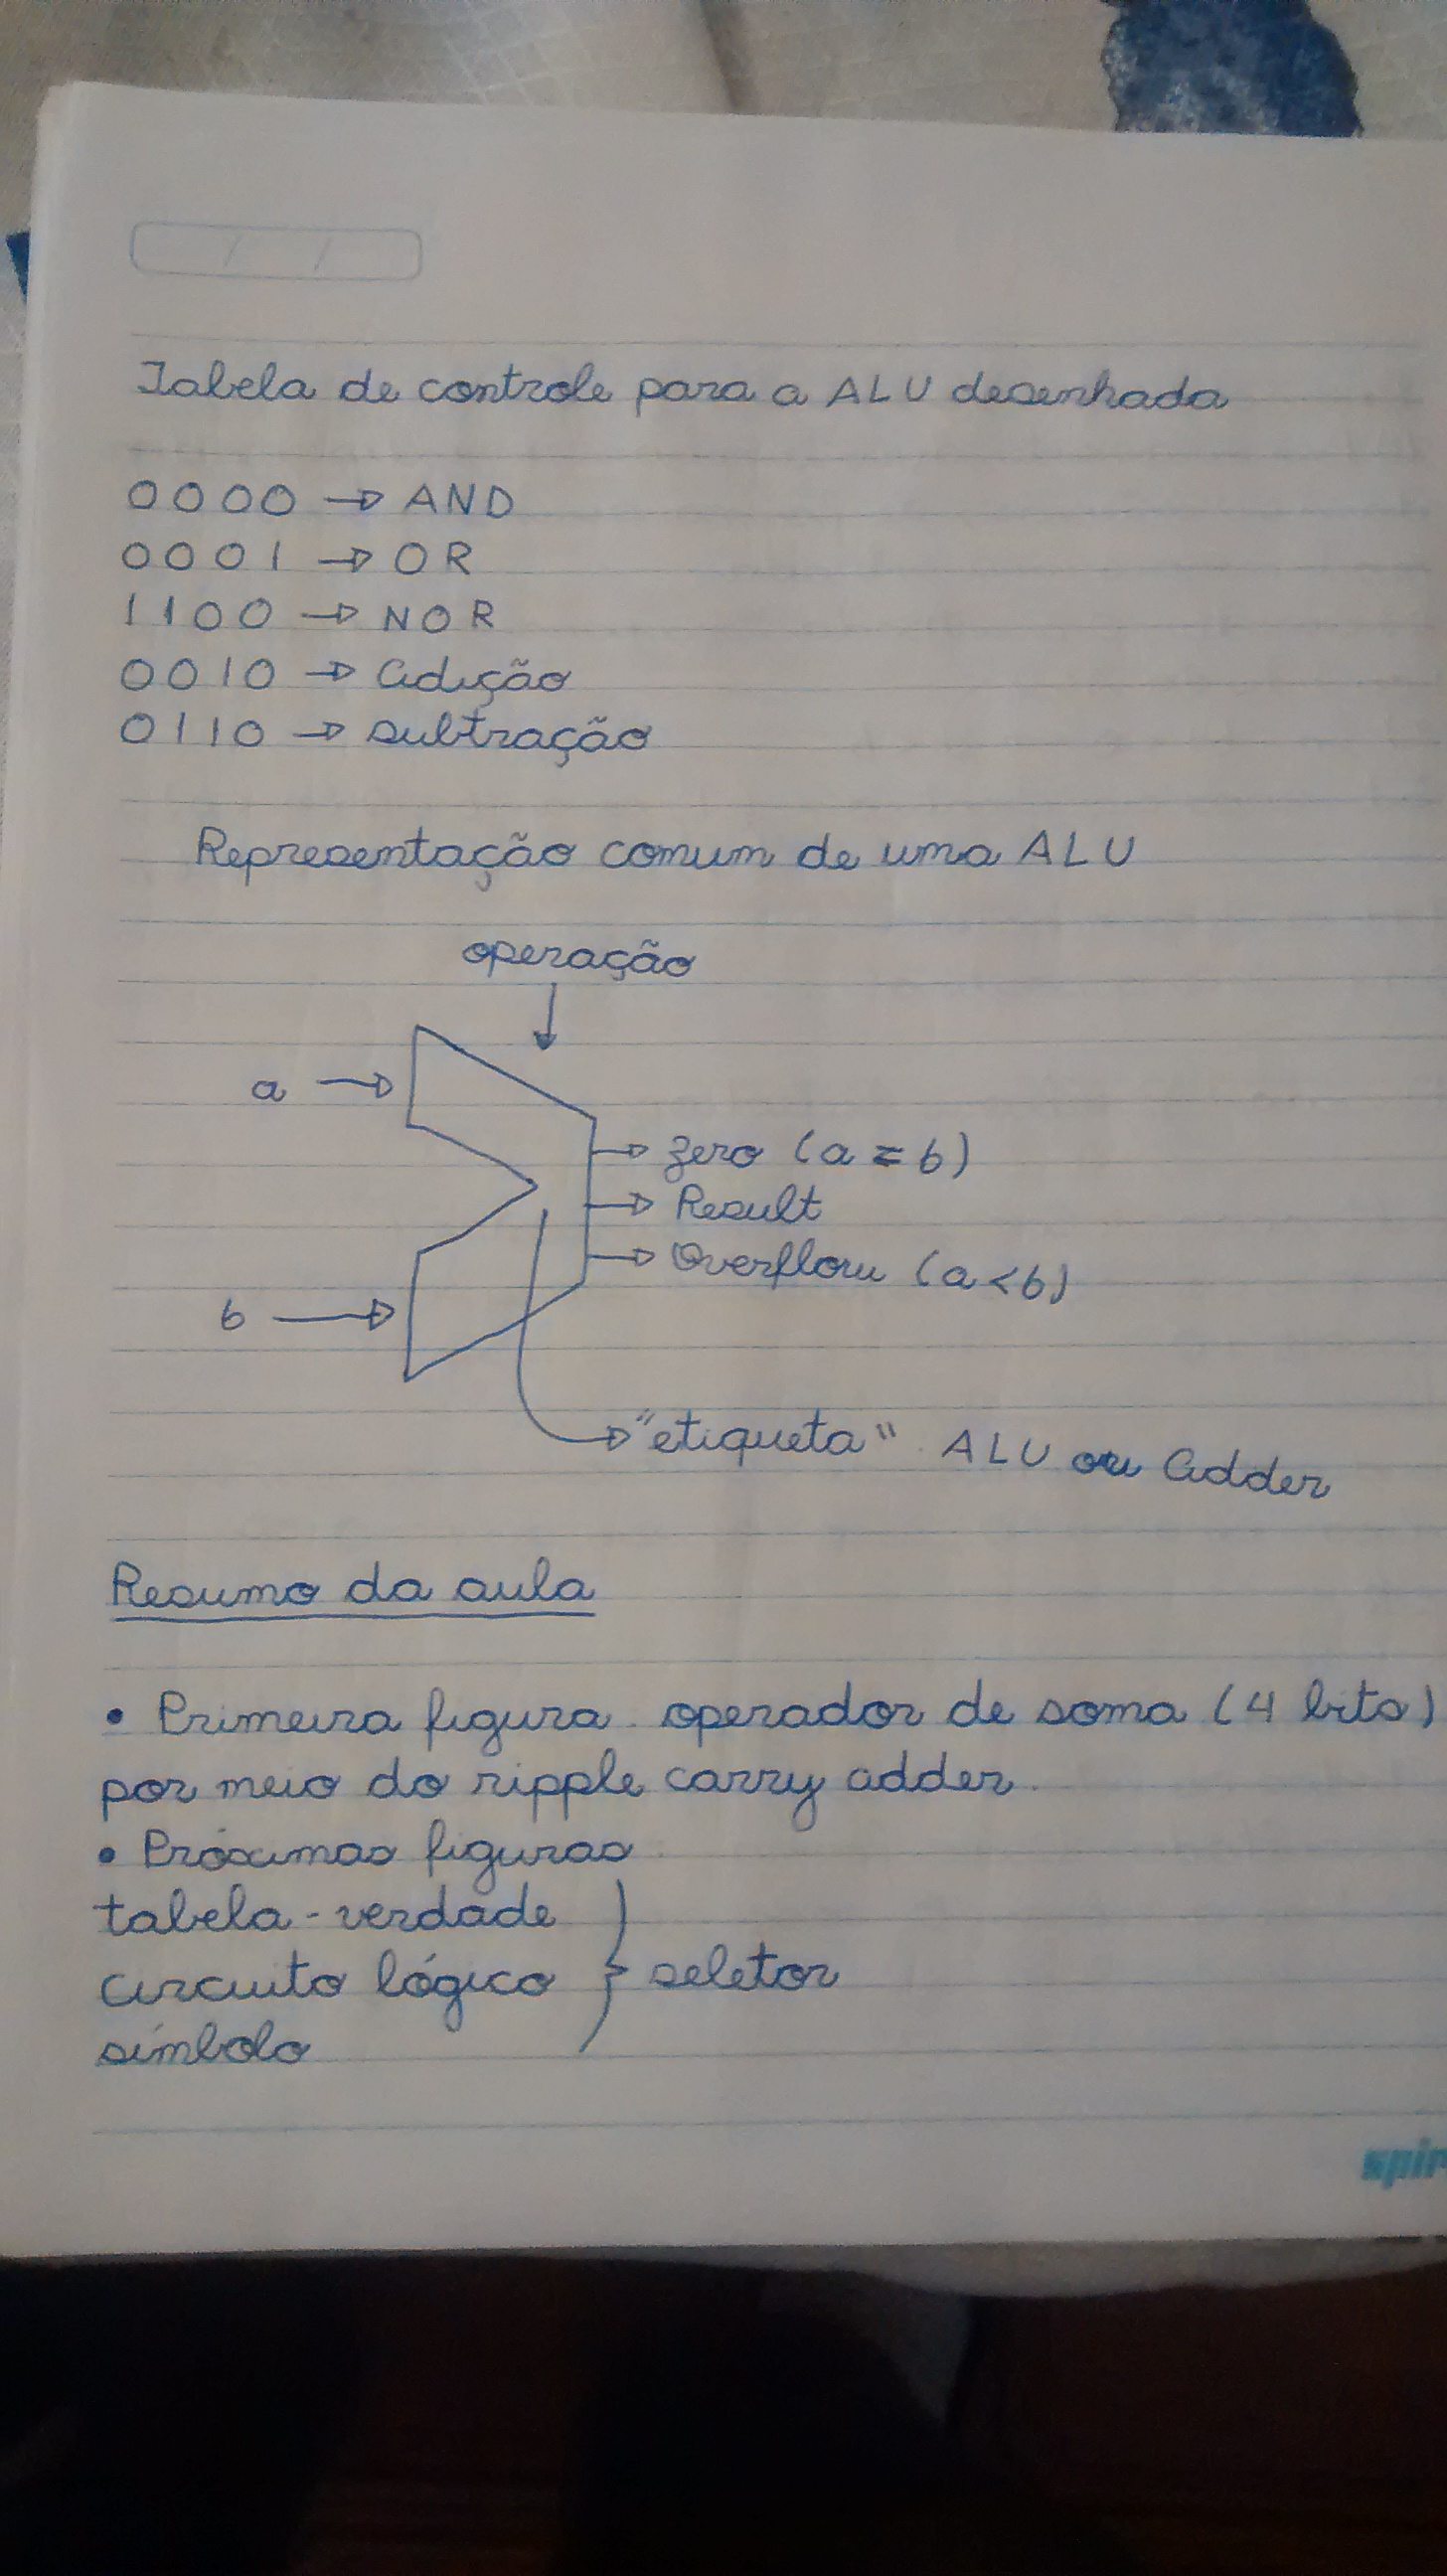 Tabela de controle para a ALU desenhada
0000 → AND
0001 → OR
1100 → NOR
0010 → Adição
0110 → subtração
Representação comum de uma ALU
operação
a →
→ Zero (a = b)
→ Result
→ Overflow (a < b)
b →
→ "etiqueta" ALU ou Adder
Resumo da aula
• Primeira figura. operador de soma (4 bits)
por meio do ripple carry adder.
• Próximas figuras
tabela-verdade
circuito lógico } seletor
símbolo
spir